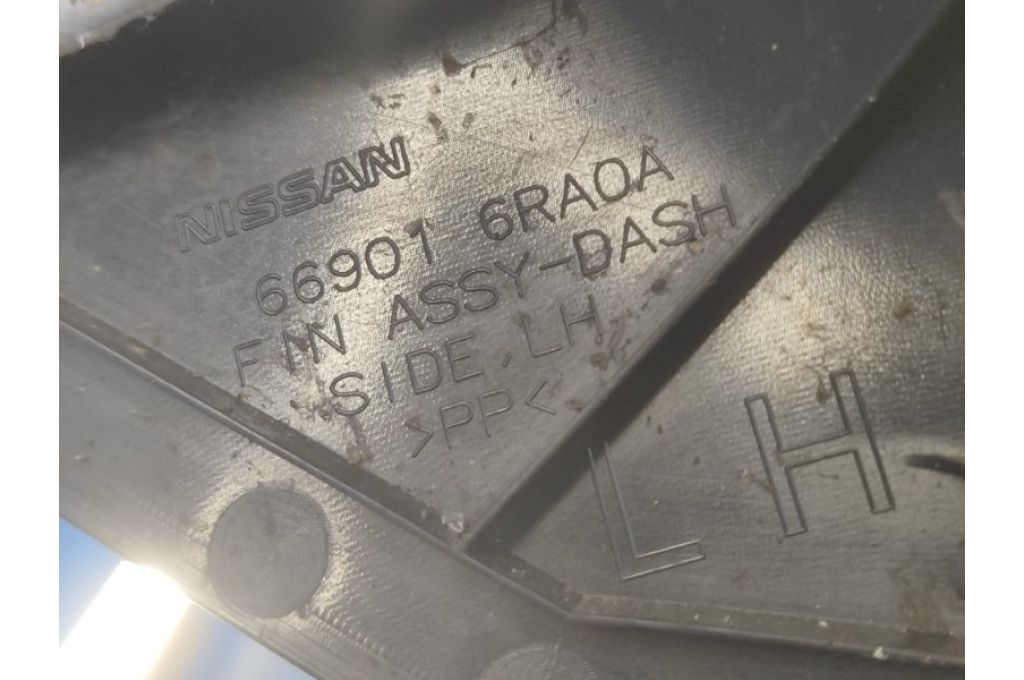 NISSAN
66901 6RA0A
FIN ASSY-DASH
SIDE, LH
>PP<
LH